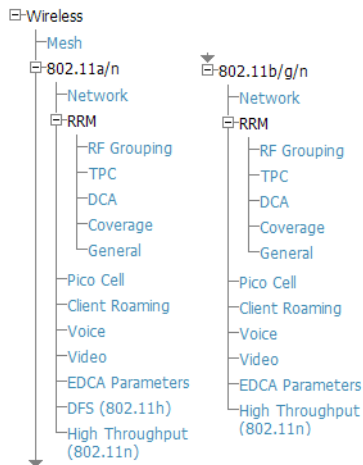 Wireless
Mesh
802.11a/n
Network
RRM
RF Grouping
TPC
DCA
Coverage
General
Pico Cell
Client Roaming
Voice
Video
EDCA Parameters
DFS (802.11h)
High Throughput
(802.11n)
802.11b/g/n
Network
RRM
RF Grouping
TPC
DCA
Coverage
General
Pico Cell
Client Roaming
Voice
Video
EDCA Parameters
High Throughput
(802.11n)